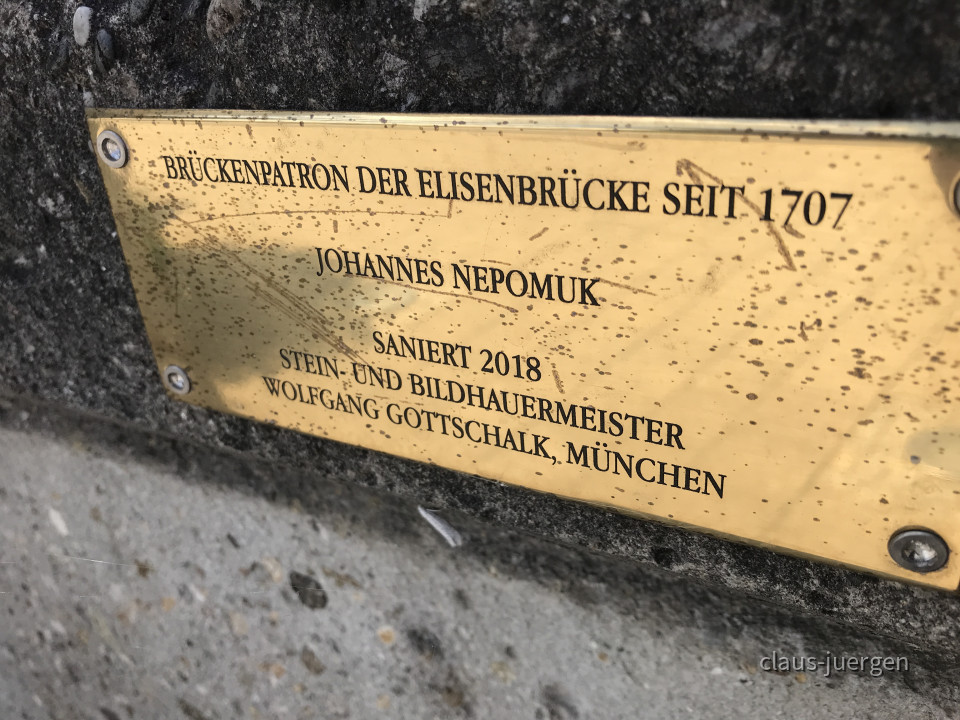 BRÜCKENPATRON DER ELISENBRÜCKE SEIT 1707
JOHANNES NEPOMUK
SANIERT 2018
STEIN- UND BILDHAUERMEISTER
WOLFGANG GOTTSCHALK, MÜNCHEN
claus-juergen